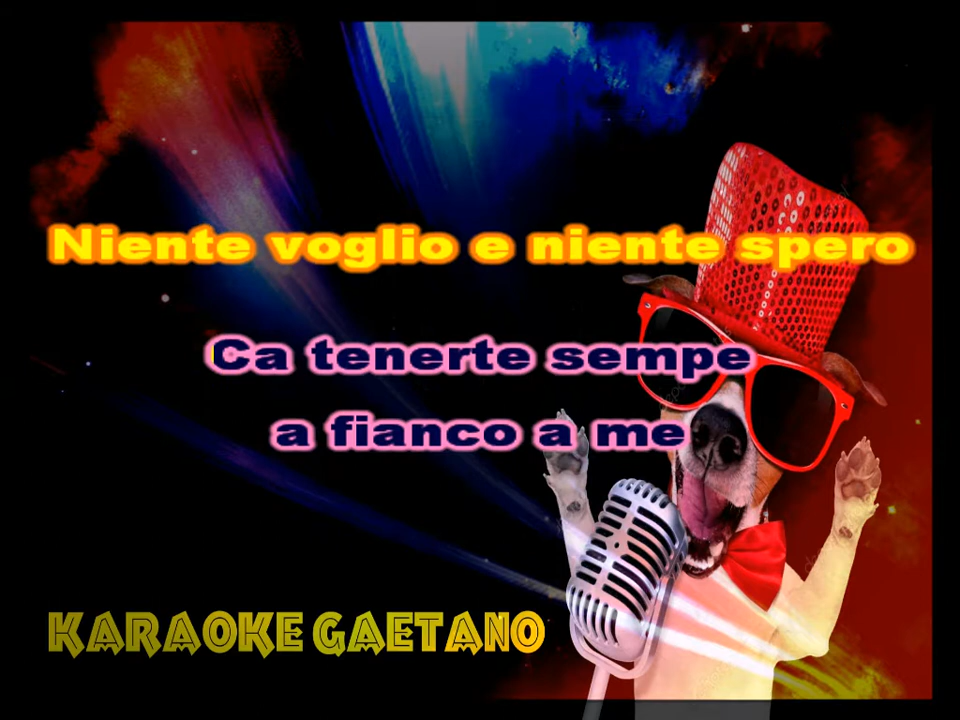 Niente voglio e niente spero
Ca tenerte sempe
a fianco a me
KARAOKE GAETANO